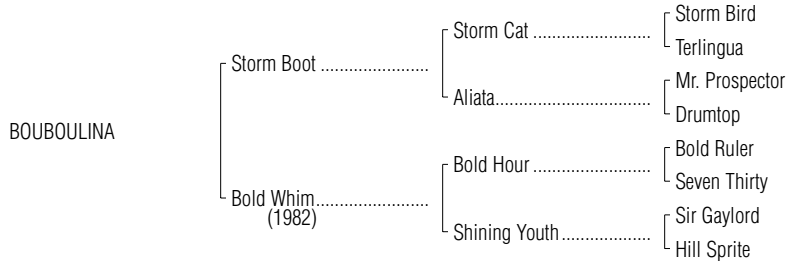 Storm Bird
Storm Cat .........................
Terlingua
Storm Boot .......................
Mr. Prospector
Aliata.................................
Drumtop
BOUBOULINA
Bold Ruler
Bold Hour .........................
Seven Thirty
Bold Whim........................
(1982)
Sir Gaylord
Shining Youth...................
Hill Sprite